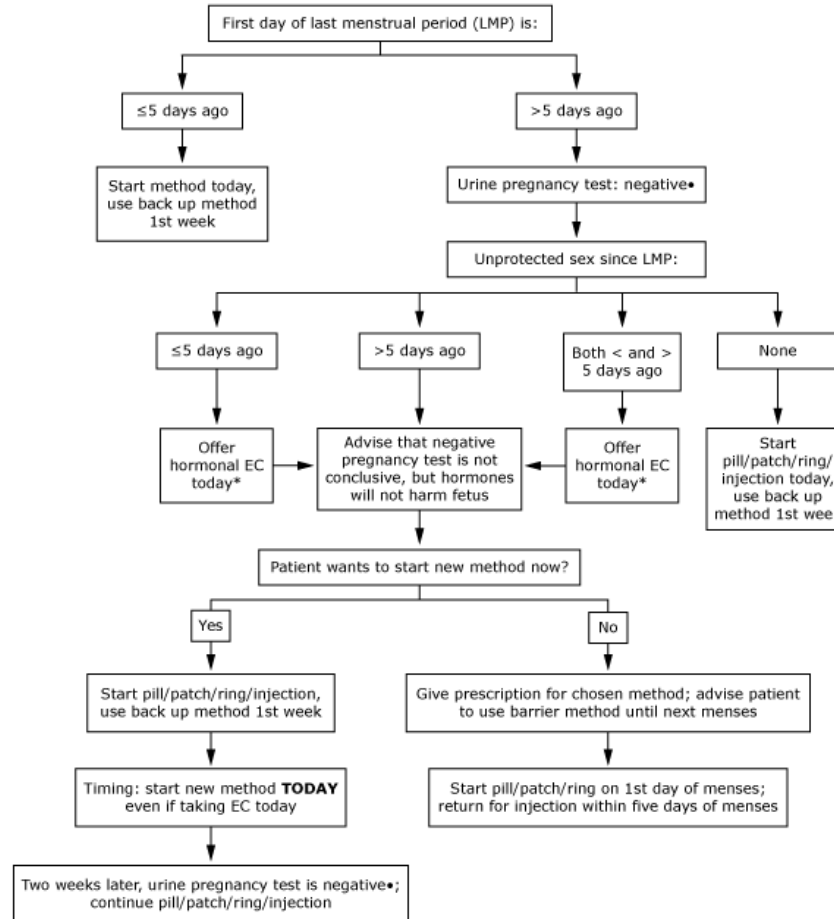 First day of last menstrual period (LMP) is:
≤5 days ago
>5 days ago
Start method today,
use back up method
1st week
Urine pregnancy test: negative•
Unprotected sex since LMP:
≤5 days ago
>5 days ago
Both < and >
5 days ago
None
Offer
hormonal EC
today*
Advise that negative
pregnancy test is not
conclusive, but hormones
will not harm fetus
Offer
hormonal EC
today*
Start
pill/patch/ring/
injection today,
use back up
method 1st week
Patient wants to start new method now?
Yes
No
Start pill/patch/ring/injection,
use back up method 1st week
Give prescription for chosen method; advise patient
to use barrier method until next menses
Timing: start new method TODAY
even if taking EC today
Start pill/patch/ring on 1st day of menses;
return for injection within five days of menses
Two weeks later, urine pregnancy test is negative•;
continue pill/patch/ring/injection